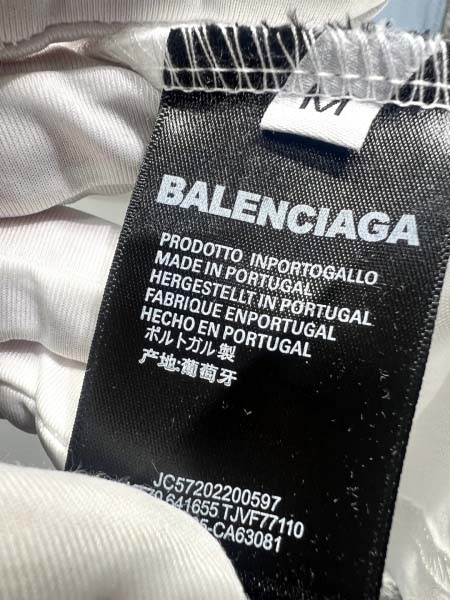 M
BALENCIAGA
PRODOTTO INPORTOGALLO
MADE IN PORTUGAL
HERGESTELLT IN PORTUGAL
FABRIQUE ENPORTUGAL
HECHO EN PORTUGAL
ポルトガル製
产地:葡萄牙
JC57202200597
641655 TJVF77110
-CA63081